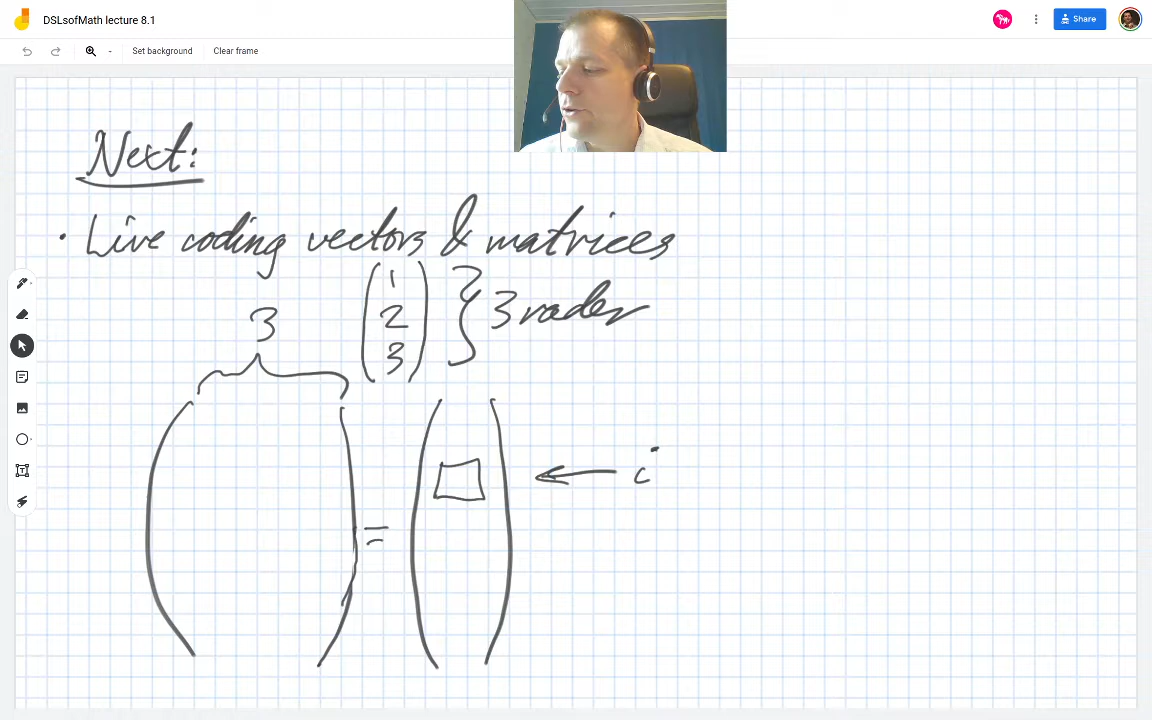 DSLsofMath lecture 8.1
Share
Set background
Clear frame
Next:
• Live coding vectors & matrices
1
2
3
3 rader
3
=
i